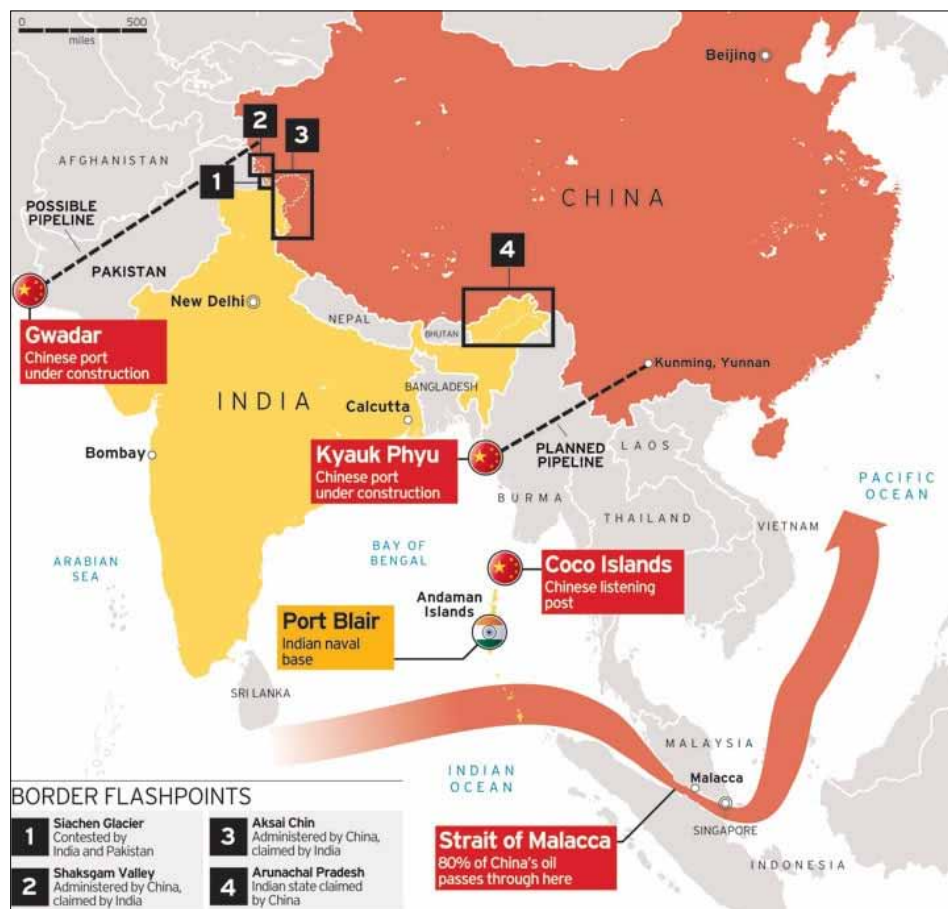 0 500
miles
Beijing
2
3
AFGHANISTAN
1
POSSIBLE
PIPELINE
CHINA
4
PAKISTAN
New Delhi
NEPAL
BHUTAN
Gwadar
Chinese port
under construction
Kunming, Yunnan
BANGLADESH
INDIA
Calcutta
PLANNED
PIPELINE
LAOS
Bombay
Kyauk Phyu
Chinese port
under construction
BURMA
PACIFIC
OCEAN
THAILAND
VIETNAM
ARABIAN
SEA
BAY OF
BENGAL
Coco Islands
Chinese listening
post
Andaman
Islands
Port Blair
Indian naval
base
SRI LANKA
MALAYSIA
INDIAN
OCEAN
Malacca
SINGAPORE
Strait of Malacca
80% of China's oil
passes through here
INDONESIA
BORDER FLASHPOINTS
1
Siachen Glacier
Contested by
India and Pakistan
2
Shaksgam Valley
Administered by China,
claimed by India
3
Aksai Chin
Administered by China,
claimed by India
4
Arunachal Pradesh
Indian state claimed
by China